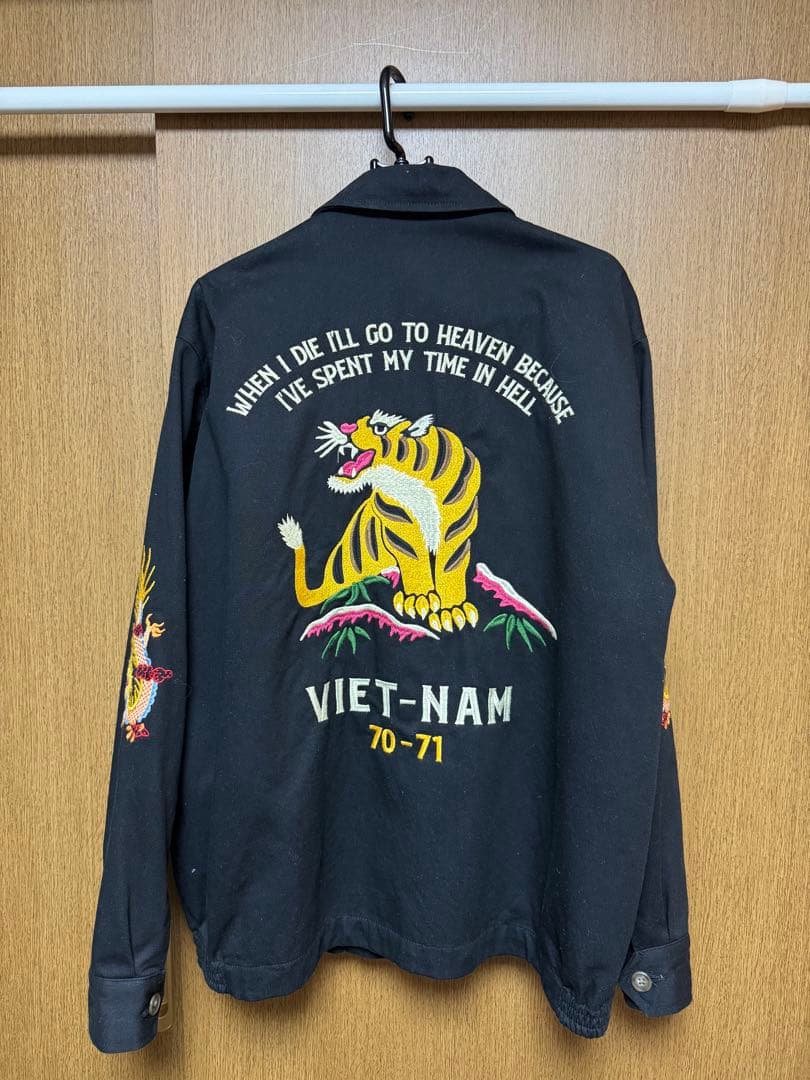 WHEN I DIE I'LL GO TO HEAVEN BECAUSE
I'VE SPENT MY TIME IN HELL
VIET-NAM
70-71